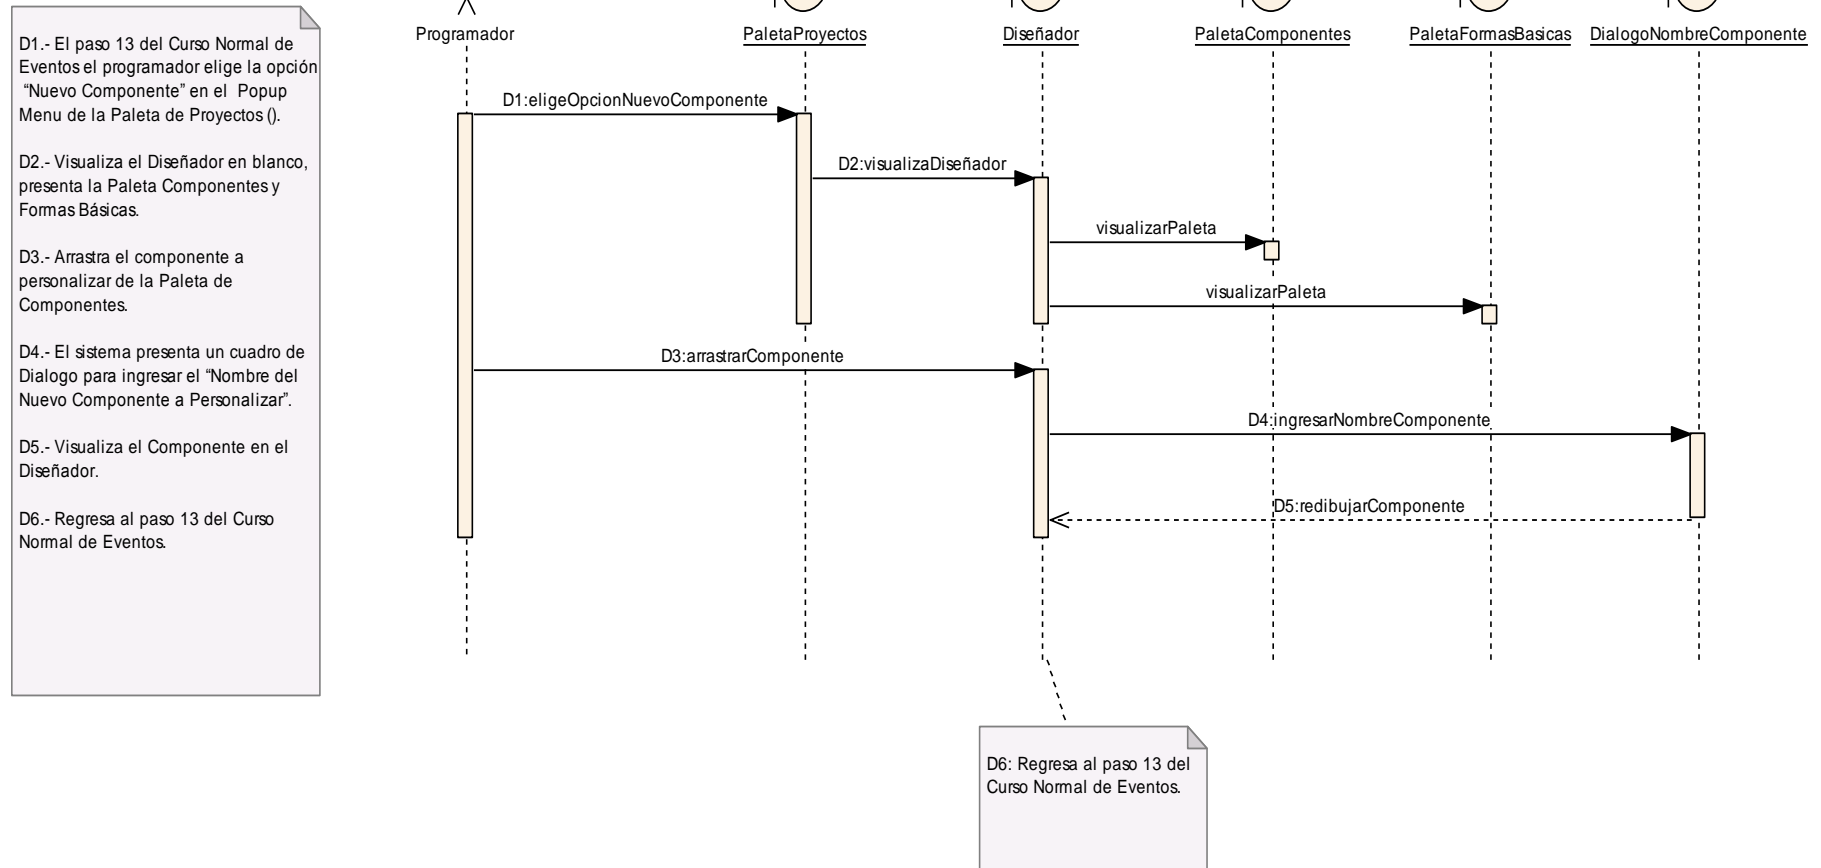 D1.- El paso 13 del Curso Normal de
Eventos el programador elige la opción
“Nuevo Componente” en el Popup
Menu de la Paleta de Proyectos ().
D2.- Visualiza el Diseñador en blanco,
presenta la Paleta Componentes y
Formas Básicas.
D3.- Arrastra el componente a
personalizar de la Paleta de
Componentes.
D4.- El sistema presenta un cuadro de
Dialogo para ingresar el “Nombre del
Nuevo Componente a Personalizar”.
D5.- Visualiza el Componente en el
Diseñador.
D6.- Regresa al paso 13 del Curso
Normal de Eventos.
Programador
PaletaProyectos
Diseñador
PaletaComponentes
PaletaFormasBasicas
DialogoNombreComponente
D1:eligeOpcionNuevoComponente
D2:visualizaDiseñador
visualizarPaleta
visualizarPaleta
D3:arrastrarComponente
D4:ingresarNombreComponente
D5:redibujarComponente
D6: Regresa al paso 13 del
Curso Normal de Eventos.